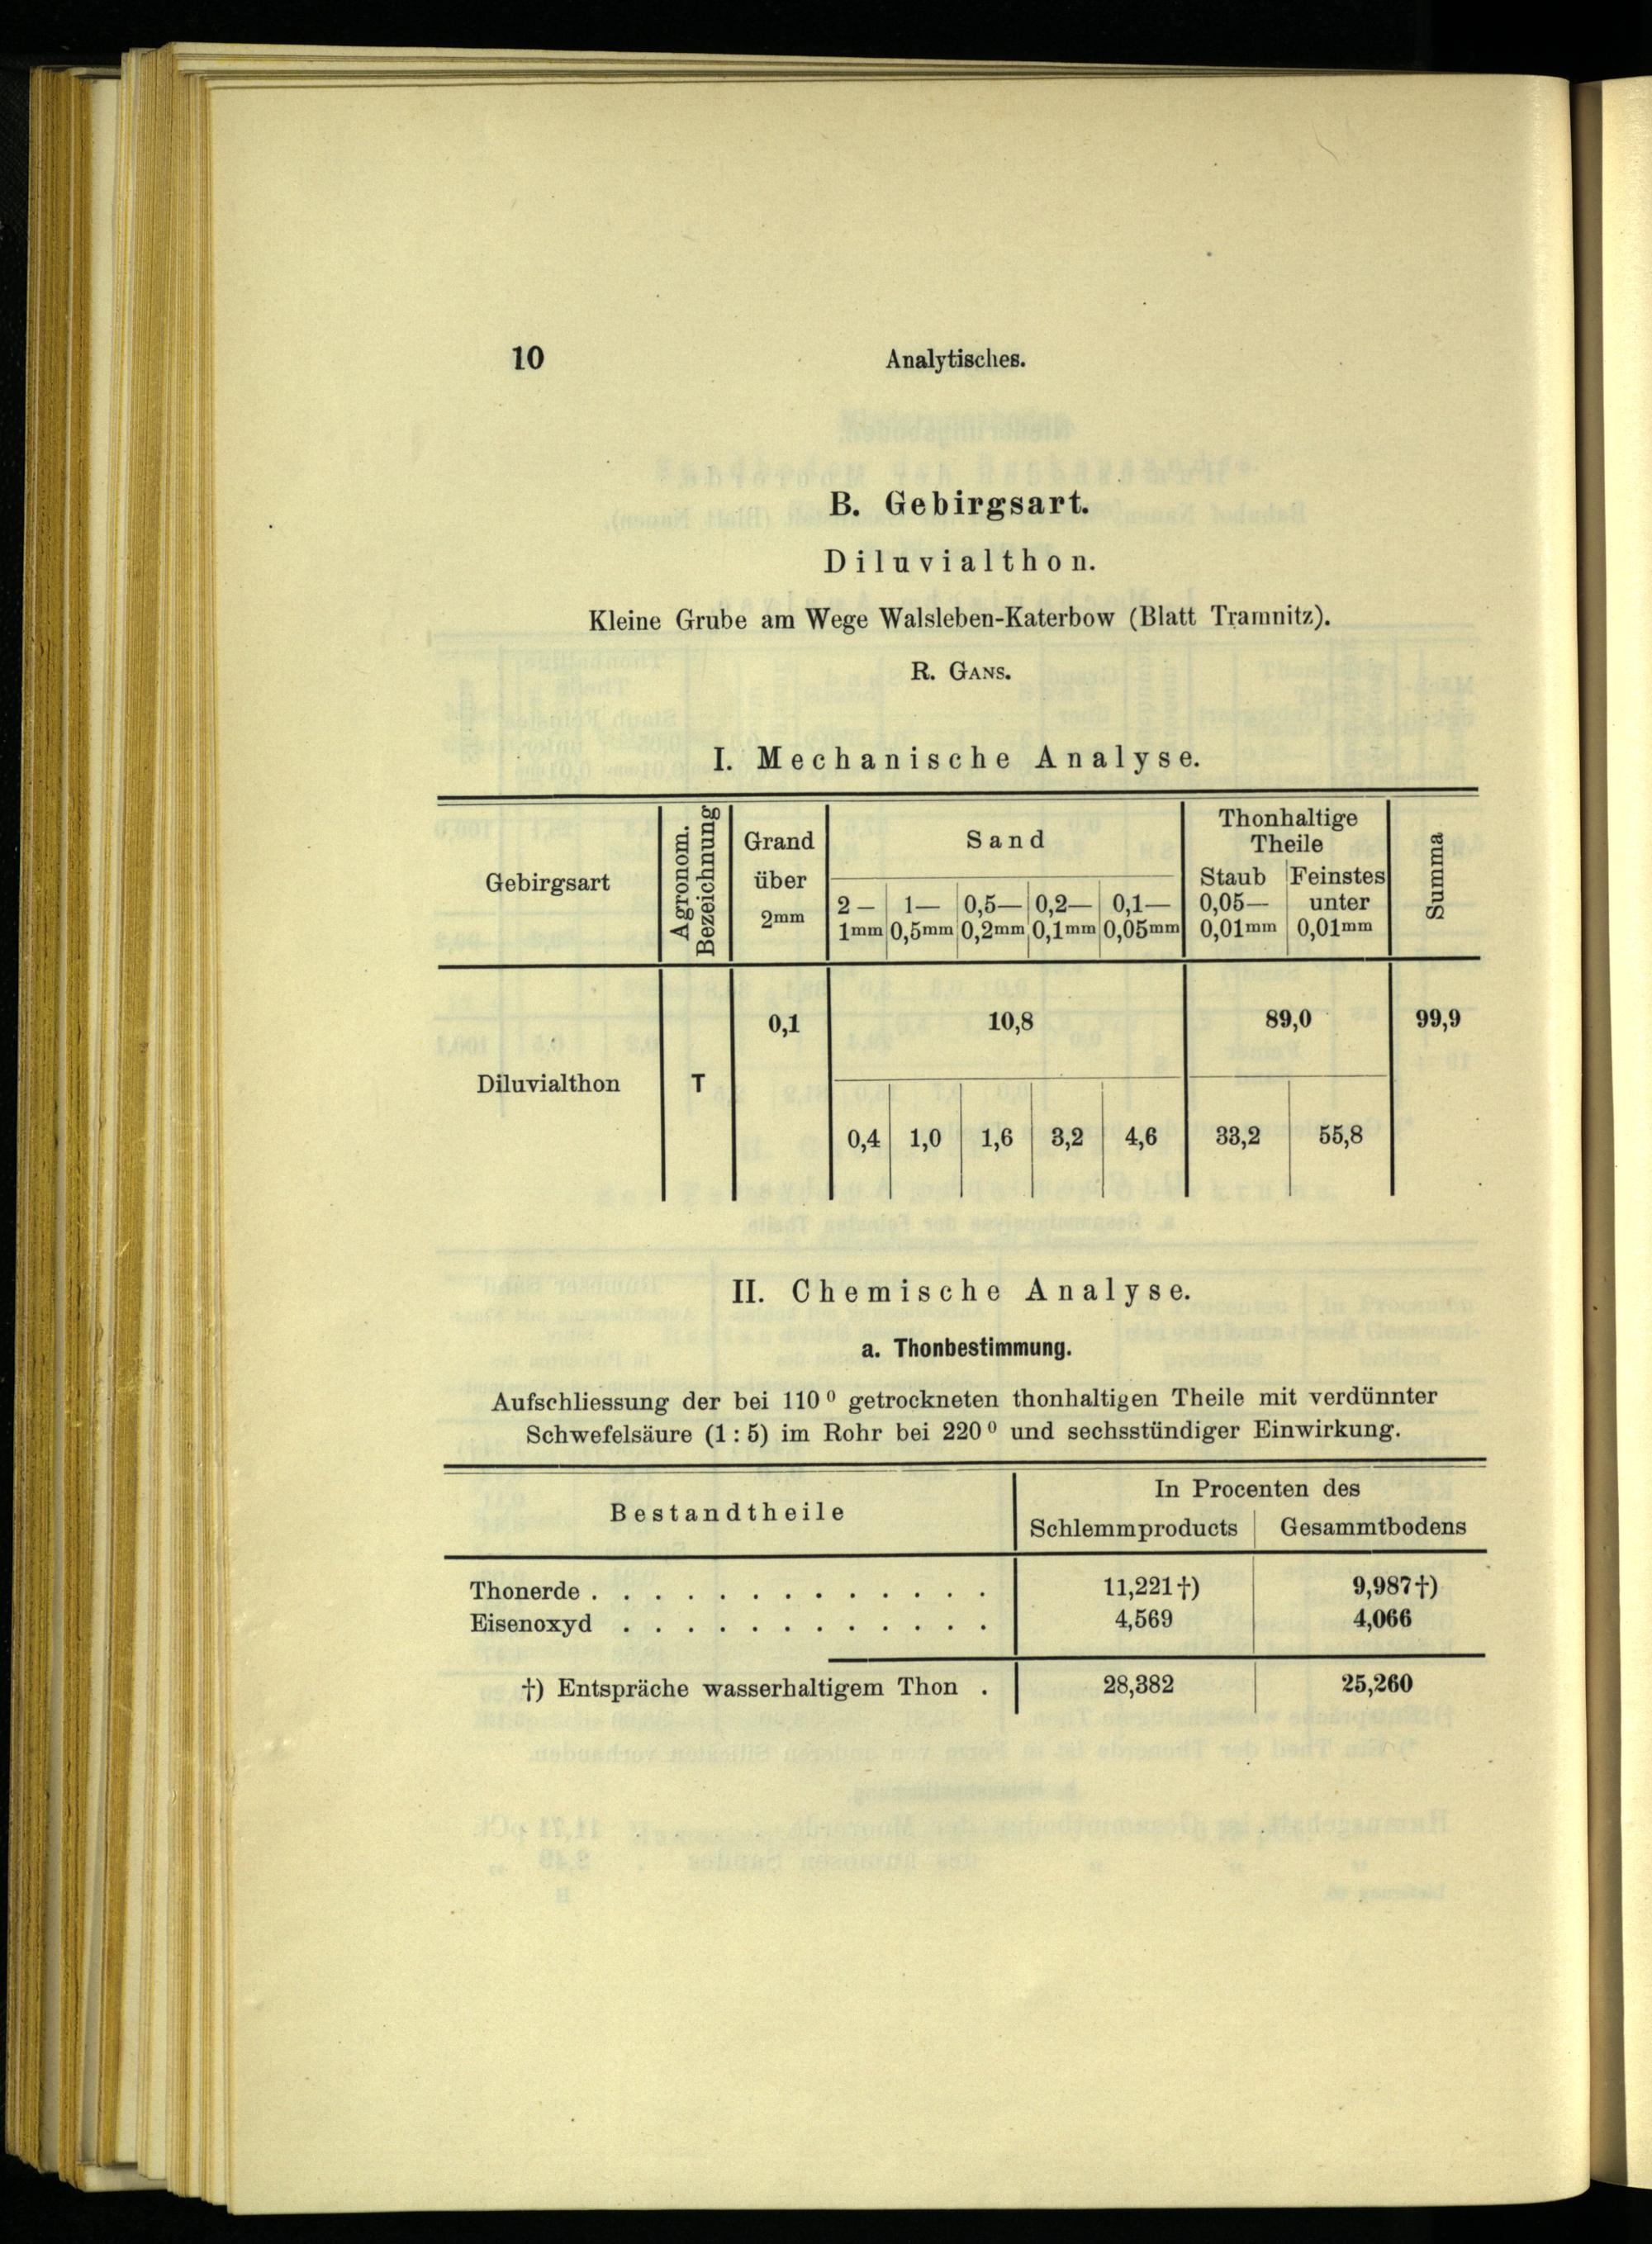 10 Analytisches.
B. Gebirgsart.
Diluvialthon.
Kleine Grube am Wege Walsleben-Katerbow (Blatt Tramnitz).
R. Gans.
I. Mechanische Analyse.
Gebirgsart
Agronom.
Bezeichnung
Grand
über
2mm
Sand
2— 1— 0,5— 0,2— 0,1—
1mm 0,5mm 0,2mm 0,1mm 0,05mm
Thonhaltige
Theile
Staub Feinstes
0,05— unter
0,01mm 0,01mm
Summa
0,1 10,8 89,0 99,9
Diluvialthon T
0,4 1,0 1,6 3,2 4,6 33,2 55,8
II. Chemische Analyse.
a. Thonbestimmung.
Aufschliessung der bei 110° getrockneten thonhaltigen Theile mit verdünnter
Schwefelsäure (1 : 5) im Rohr bei 220° und sechsstündiger Einwirkung.
Bestandtheile
In Procenten des
Schlemmproducts Gesammtbodens
Thonerde . . . . . . . . . . . . . 11,221†) 9,987†)
Eisenoxyd . . . . . . . . . . . . 4,569 4,066
†) Entspräche wasserhaltigem Thon . 28,382 25,260